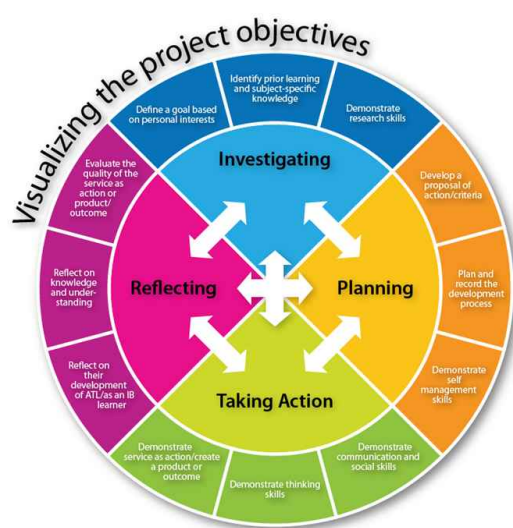 Visualizing the project objectives
Define a goal based
on personal interests
Identify prior learning
and subject-specific
knowledge
Demonstrate
research skills
Develop a
proposal of
action/criteria
Plan and
record the
development
process
Demonstrate
self
management
skills
Demonstrate
communication and
social skills
Demonstrate thinking
skills
Demonstrate
service as action/create
a product or
outcome
Reflect on
their
development
of ATL/as an IB
learner
Reflect on
knowledge
and under-
standing
Evaluate the
quality of the
service as
action or
product/
outcome
Investigating
Planning
Taking Action
Reflecting